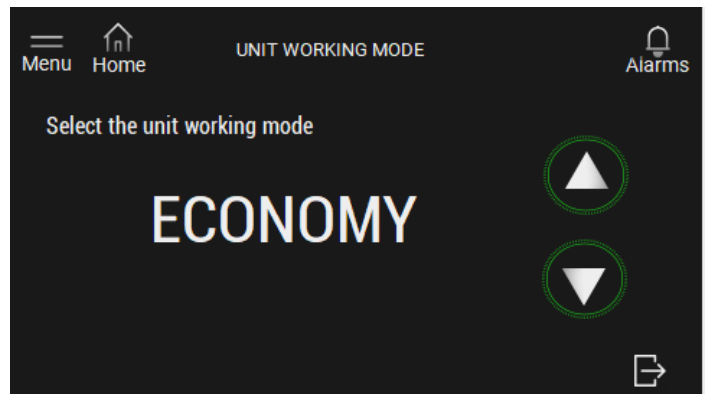 UNIT WORKING MODE
Menu Home Alarms
Select the unit working mode
ECONOMY